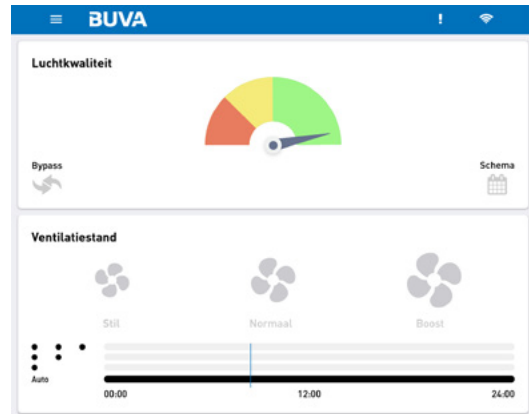 BUVA
Luchtkwaliteit
Bypass
Schema
Ventilatiestand
Stil
Normaal
Boost
Auto
00:00
12:00
24:00